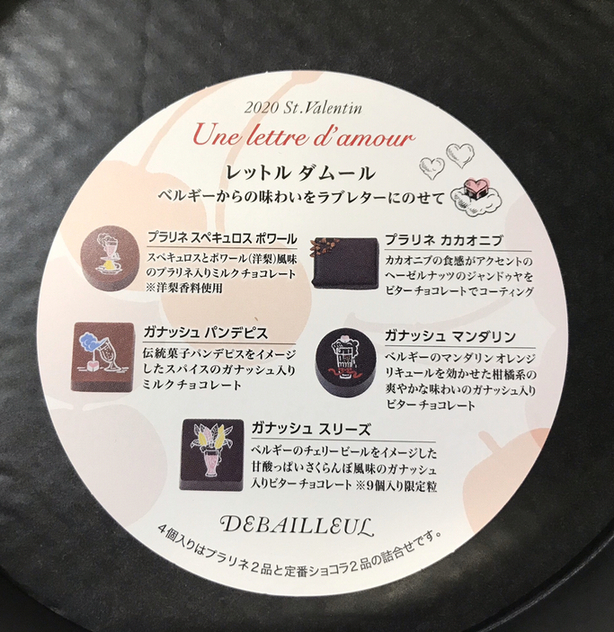 2020 St.Valentin
Une lettre d'amour
レットル ダムール
ベルギーからの味わいをラブレターにのせて
プラリネ スペキュロス ポワール
スペキュロスとポワール(洋梨)風味
のプラリネ入りミルクチョコレート
※洋梨香料使用
プラリネ カカオニブ
カカオニブの食感がアクセントの
ヘーゼルナッツのジャンドゥヤを
ビターチョコレートでコーティング
ガナッシュ パンデピス
伝統菓子パンデピスをイメージ
したスパイスのガナッシュ入り
ミルクチョコレート
ガナッシュ マンダリン
ベルギーのマンダリンオレンジ
リキュールを効かせた柑橘系の
爽やかな味わいのガナッシュ入り
ビターチョコレート
ガナッシュ スリーズ
ベルギーのチェリービールをイメージした
甘酸っぱいさくらんぼ風味のガナッシュ
入りビターチョコレート ※9個入り限定粒
DEBAILLEUL
4個入りはプラリネ2品と定番ショコラ2品の詰合せです。